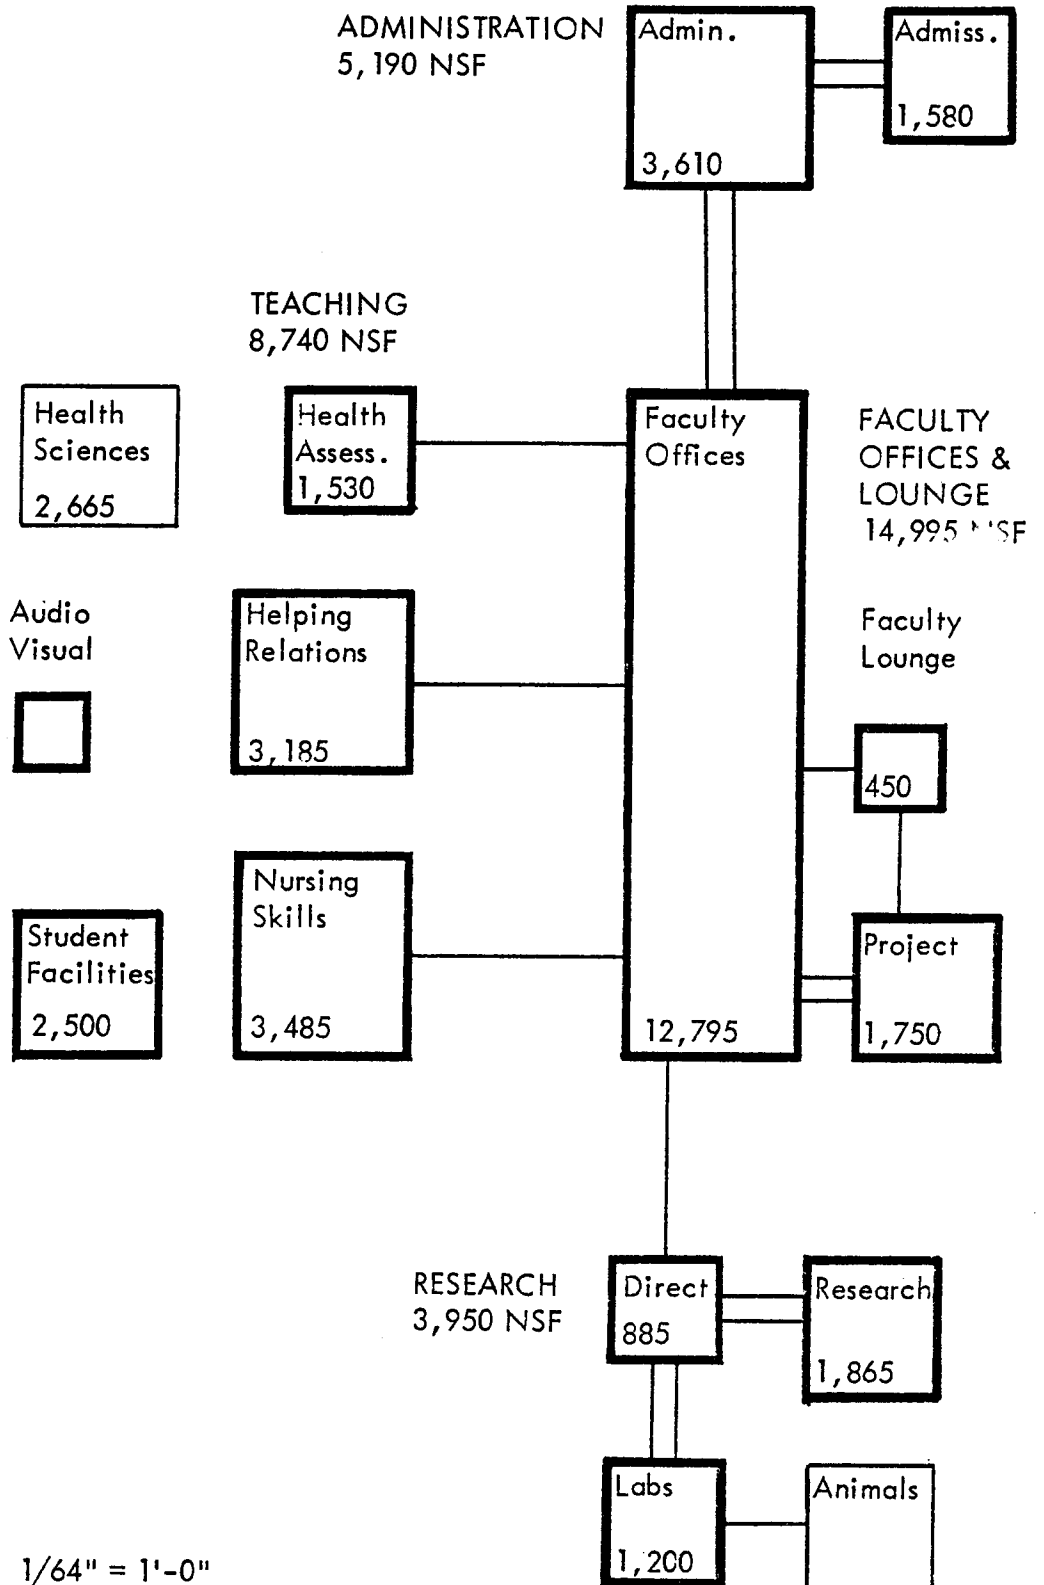 ADMINISTRATION
5,190 NSF
Admin.
3,610
Admiss.
1,580
TEACHING
8,740 NSF
Health
Sciences
2,665
Health
Assess.
1,530
Faculty
Offices
12,795
FACULTY
OFFICES &
LOUNGE
14,995 NSF
Audio
Visual
Helping
Relations
3,185
Faculty
Lounge
450
Nursing
Skills
3,485
Student
Facilities
2,500
Project
1,750
RESEARCH
3,950 NSF
Direct
885
Research
1,865
Labs
1,200
Animals
1/64" = 1'-0"